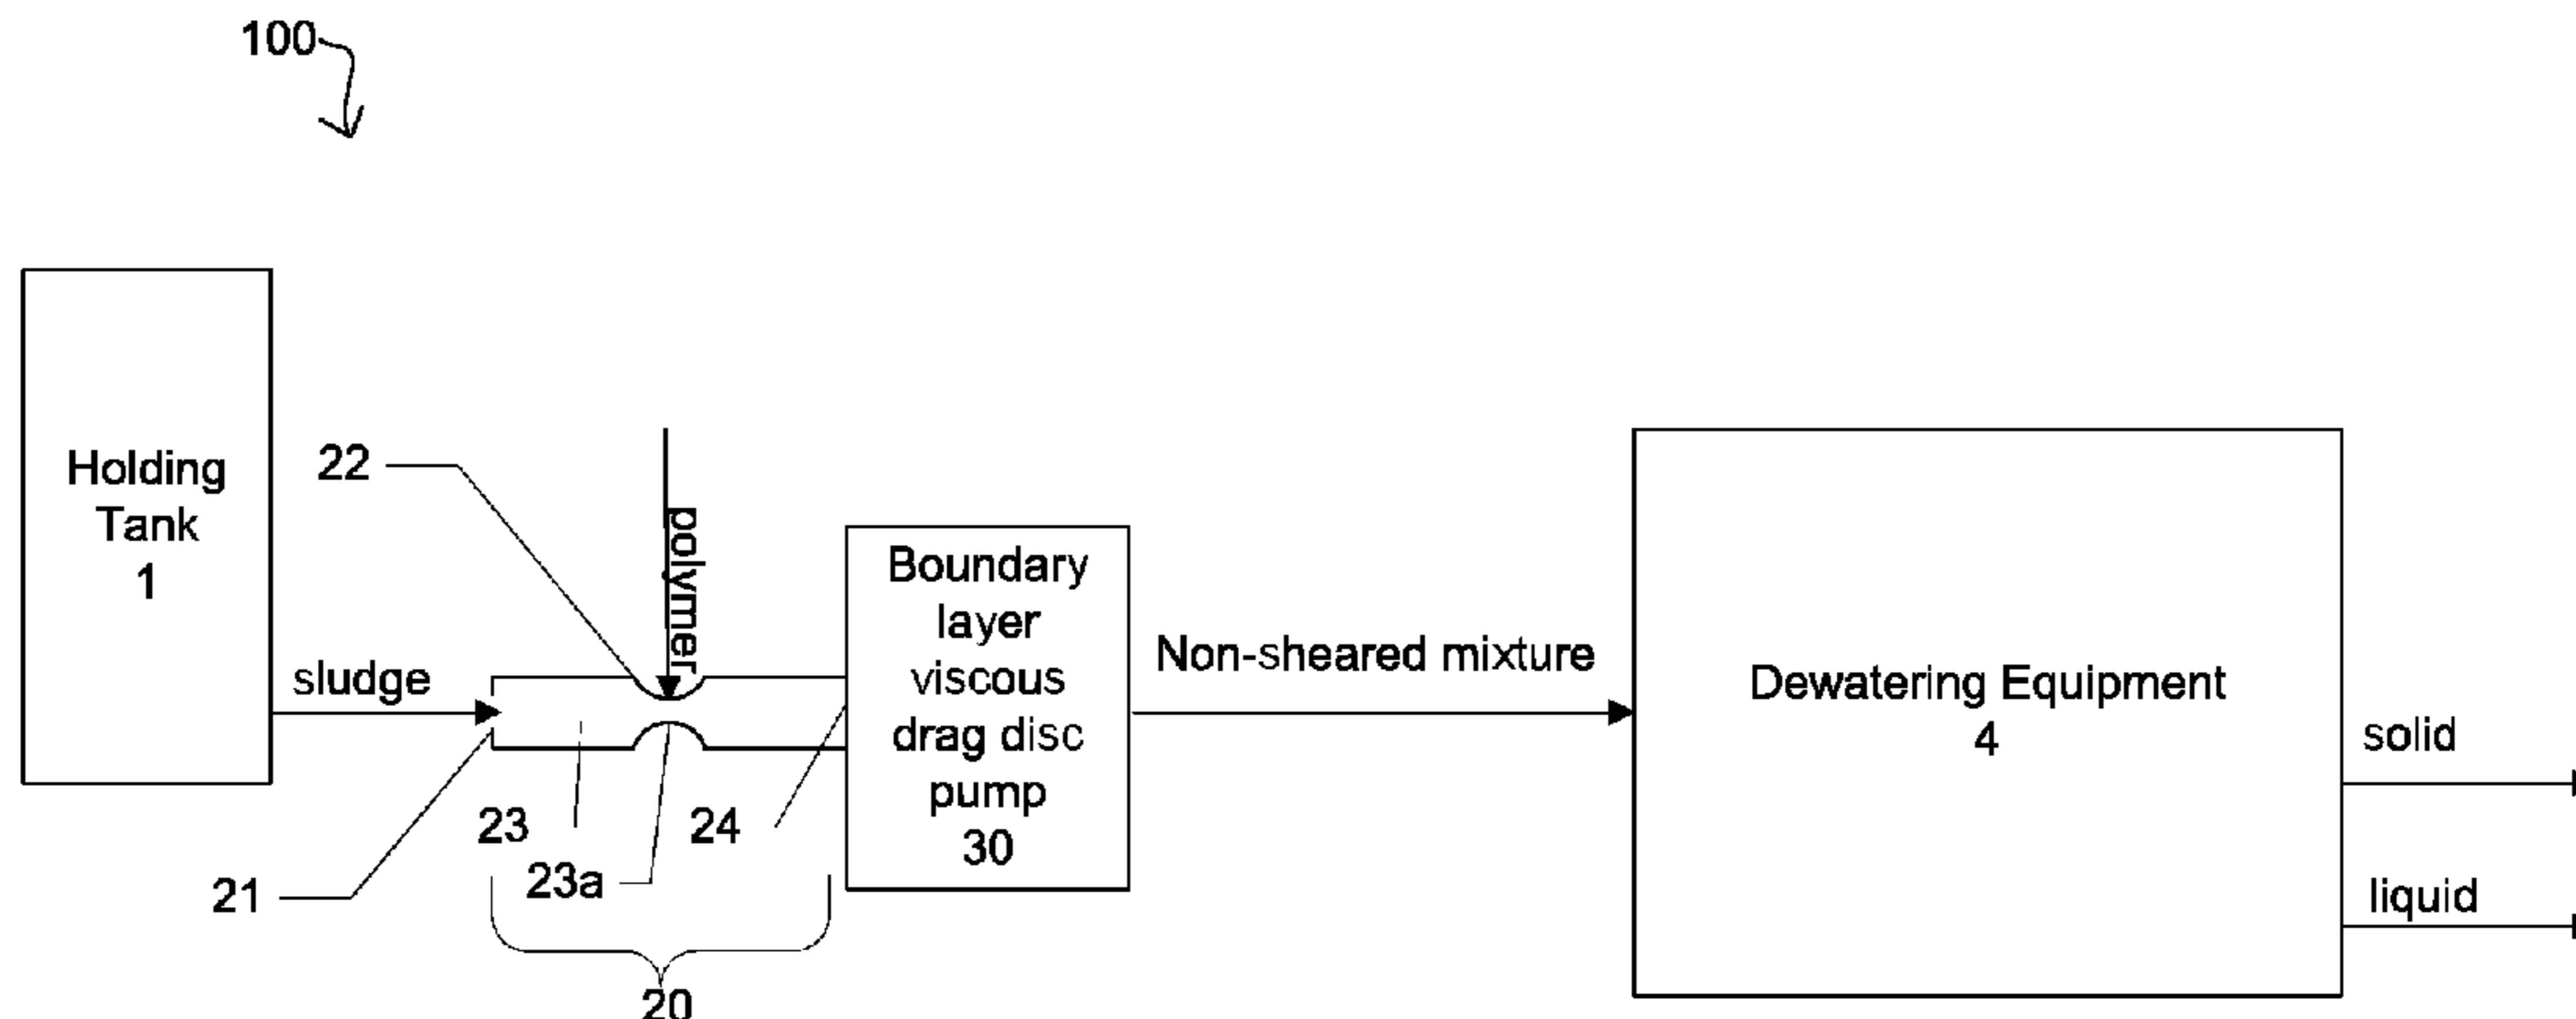 100
Holding
Tank
1
sludge
22
polymer
21
23
23a
24
20
Boundary
layer
viscous
drag disc
pump
30
Non-sheared mixture
Dewatering Equipment
4
solid
liquid